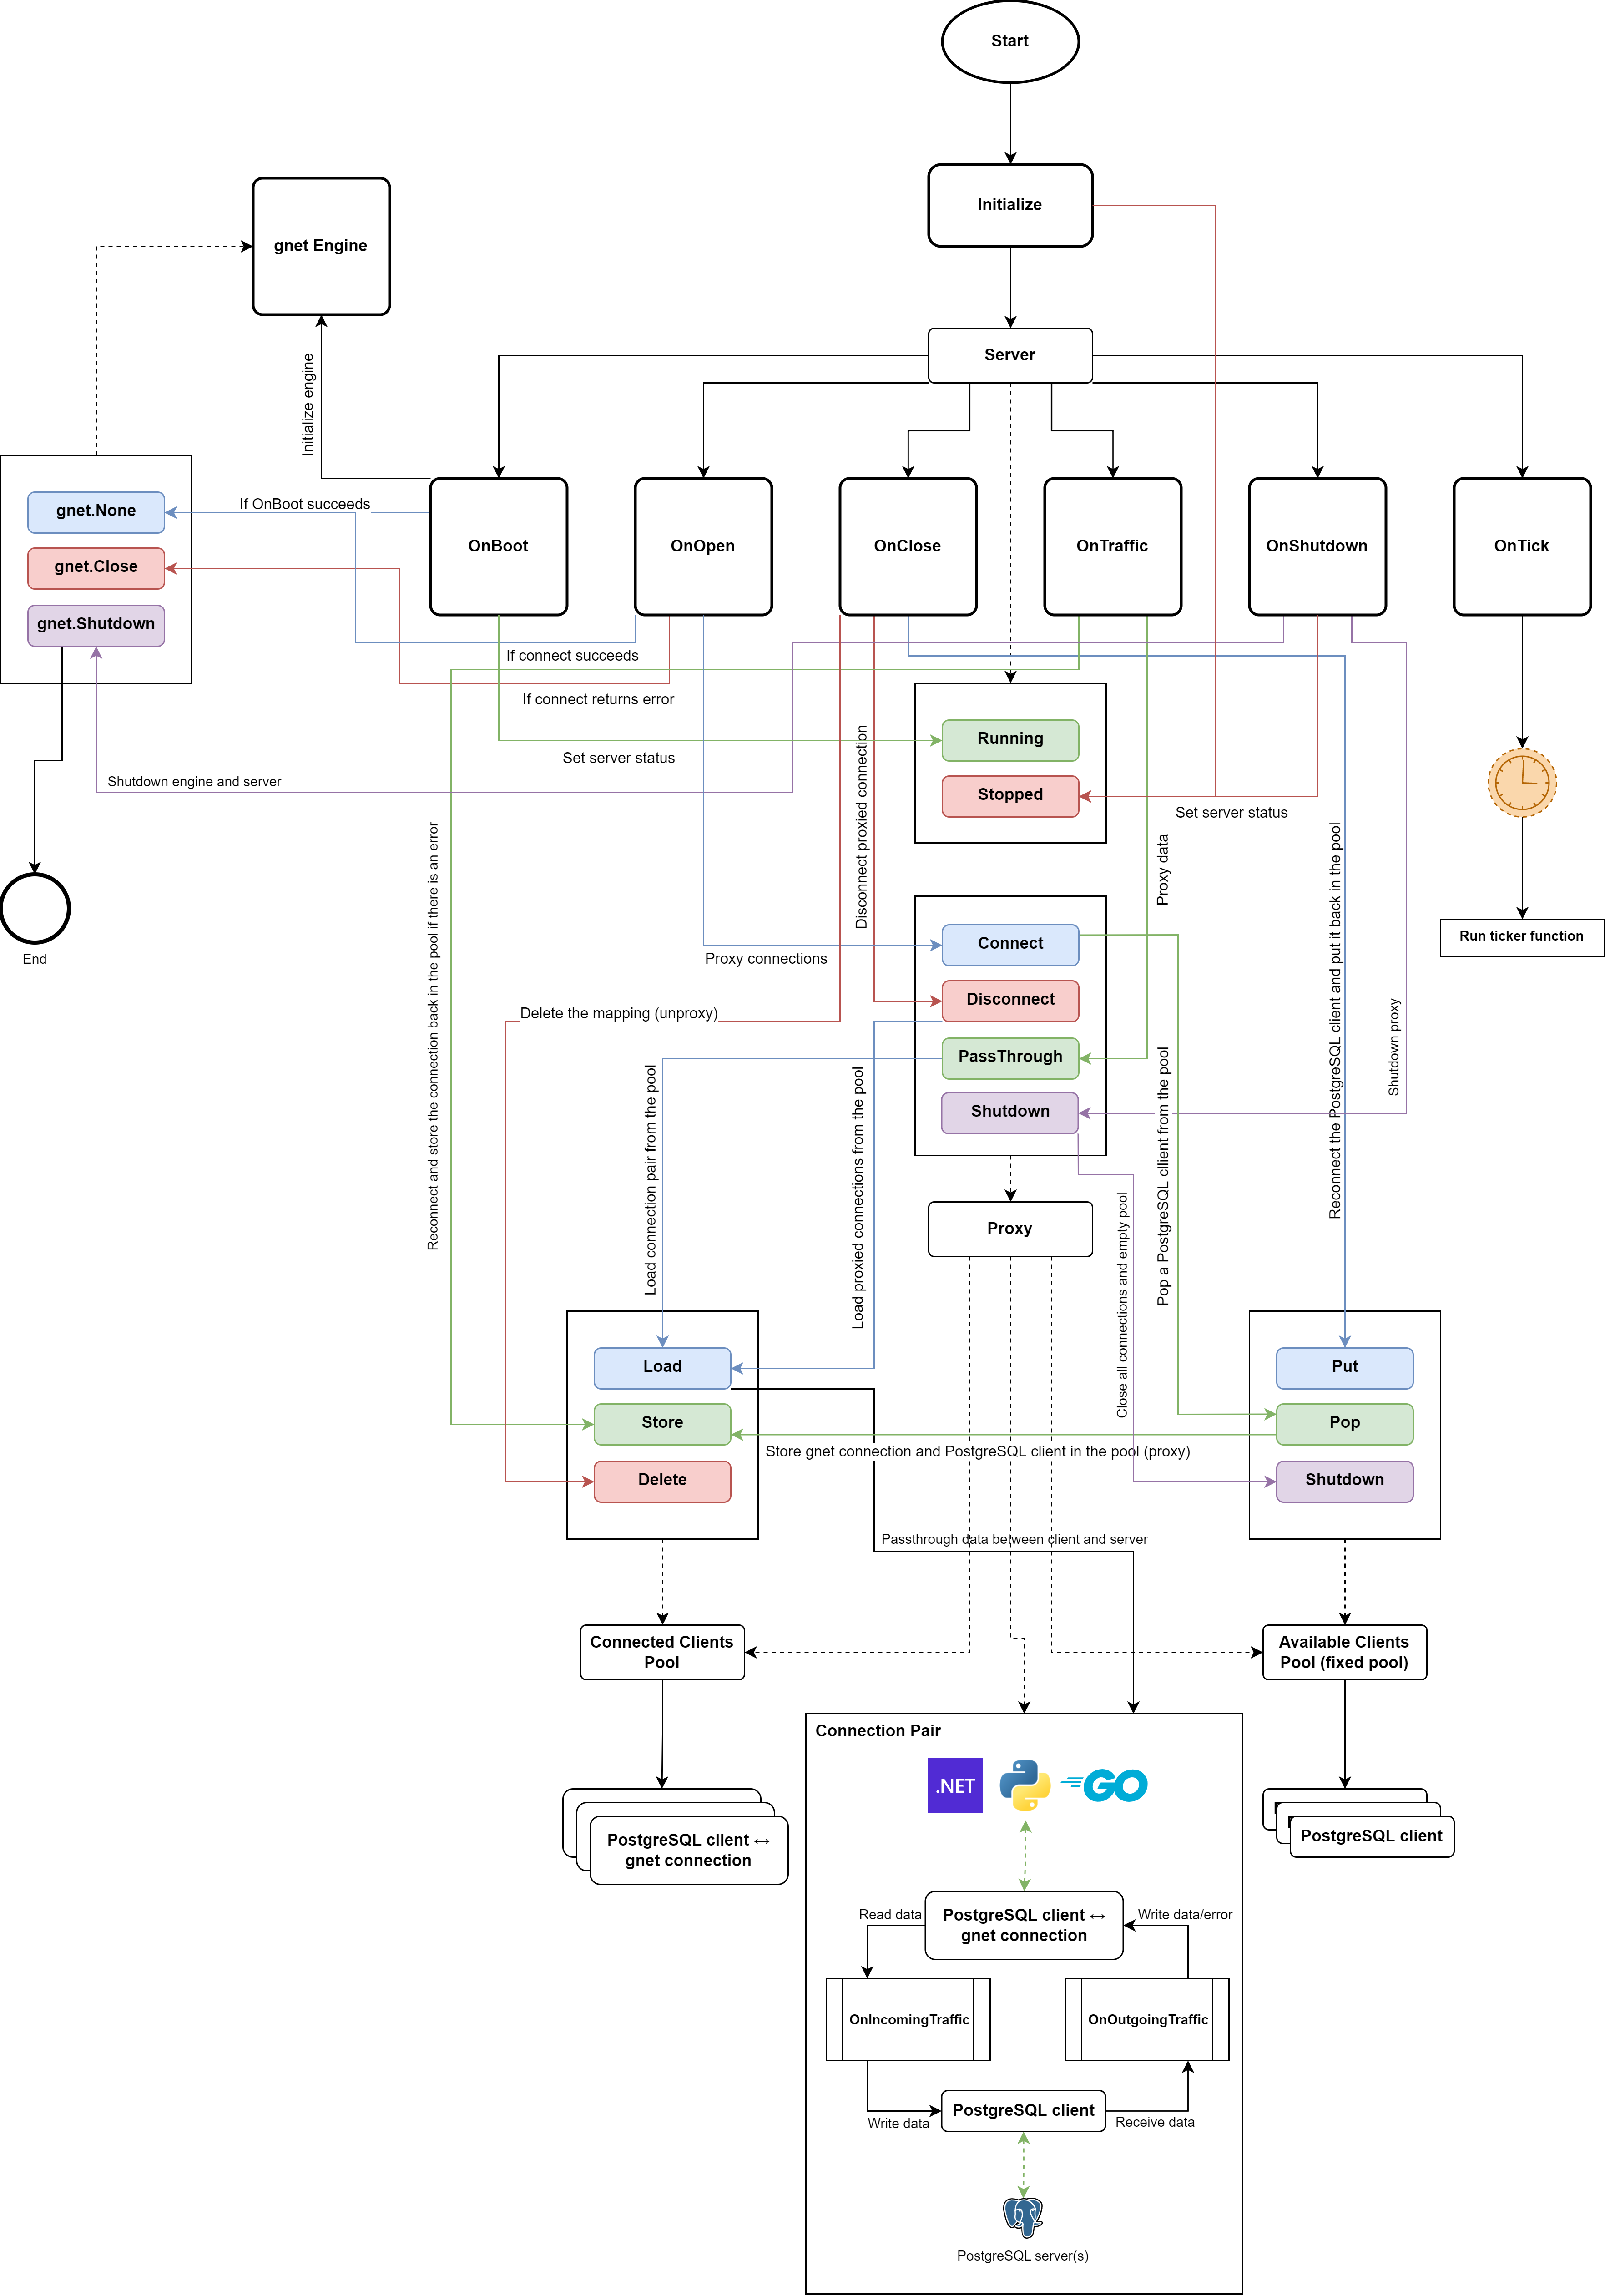 Start
Initialize
gnet Engine
Server
Initialize engine
gnet.None
gnet.Close
gnet.Shutdown
If OnBoot succeeds
OnBoot
OnOpen
OnClose
OnTraffic
OnShutdown
OnTick
If connect succeeds
If connect returns error
Set server status
Shutdown engine and server
Running
Stopped
Set server status
Disconnect proxied connection
Proxy data
Reconnect and store the connection back in the pool if there is an error
Reconnect the PostgreSQL client and put it back in the pool
End
Run ticker function
Connect
Disconnect
PassThrough
Shutdown
Proxy connections
Delete the mapping (unproxy)
Shutdown proxy
Load connection pair from the pool
Load proxied connections from the pool
Pop a PostgreSQL cllient from the pool
Close all connections and empty pool
Proxy
Load
Store
Delete
Put
Pop
Shutdown
Store gnet connection and PostgreSQL client in the pool (proxy)
Passthrough data between client and server
Connected Clients
Pool
Available Clients
Pool (fixed pool)
PostgreSQL client ↔
gnet connection
PostgreSQL client
Connection Pair
.NET
GO
PostgreSQL client ↔
gnet connection
Read data
Write data/error
OnIncomingTraffic
OnOutgoingTraffic
PostgreSQL client
Write data
Receive data
PostgreSQL server(s)